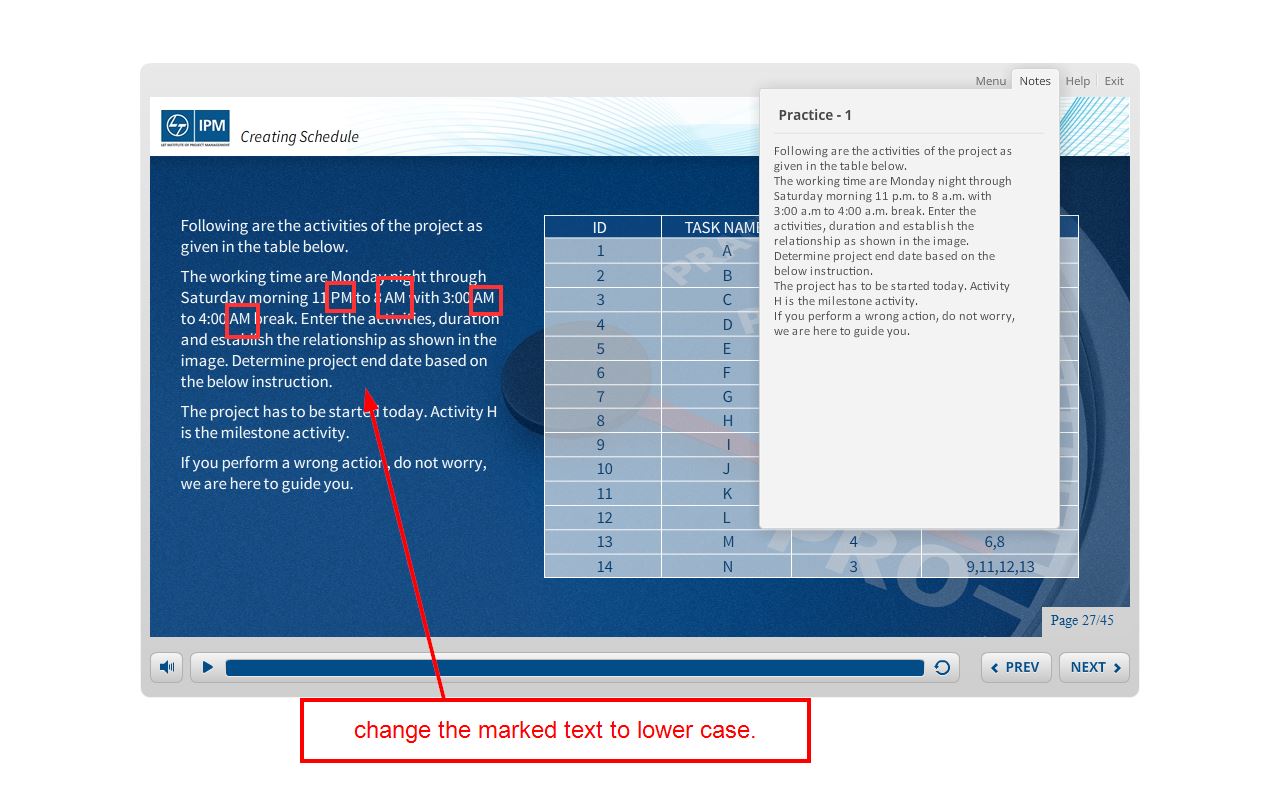 Menu Notes Help Exit
IPM
L&T INSTITUTE OF PROJECT MANAGEMENT
Creating Schedule
Practice - 1
Following are the activities of the project as
given in the table below.
The working time are Monday night through
Saturday morning 11 p.m. to 8 a.m. with
3:00 a.m to 4:00 a.m. break. Enter the
activities, duration and establish the
relationship as shown in the image.
Determine project end date based on the
below instruction.
The project has to be started today. Activity
H is the milestone activity.
If you perform a wrong action, do not worry,
we are here to guide you.
Following are the activities of the project as
given in the table below.
The working time are Monday night through
Saturday morning 11 PM to 8 AM with 3:00 AM
to 4:00 AM break. Enter the activities, duration
and establish the relationship as shown in the
image. Determine project end date based on
the below instruction.
The project has to be started today. Activity H
is the milestone activity.
If you perform a wrong action, do not worry,
we are here to guide you.
ID TASK NAME
1 A
2 B
3 C
4 D
5 E
6 F
7 G
8 H
9 I
10 J
11 K
12 L
13 M 4 6,8
14 N 3 9,11,12,13
Page 27/45
PREV NEXT
change the marked text to lower case.